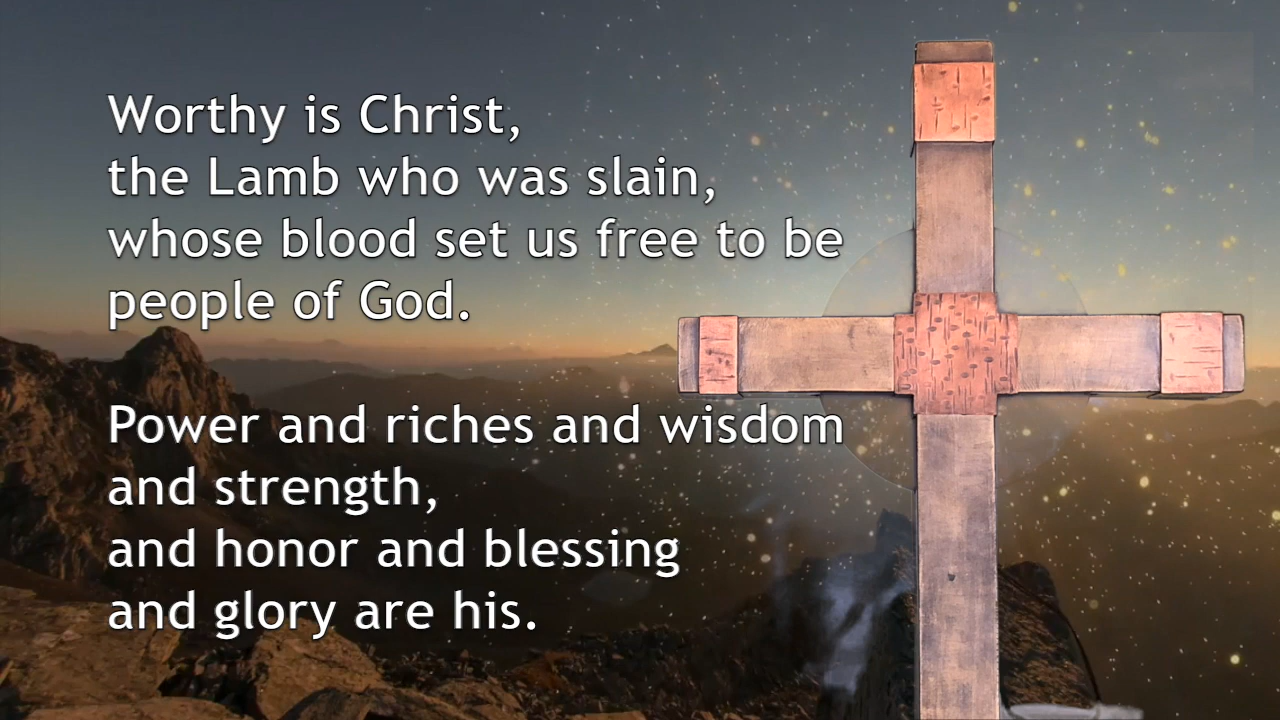 Worthy is Christ,
the Lamb who was slain,
whose blood set us free to be
people of God.
Power and riches and wisdom
and strength,
and honor and blessing
and glory are his.